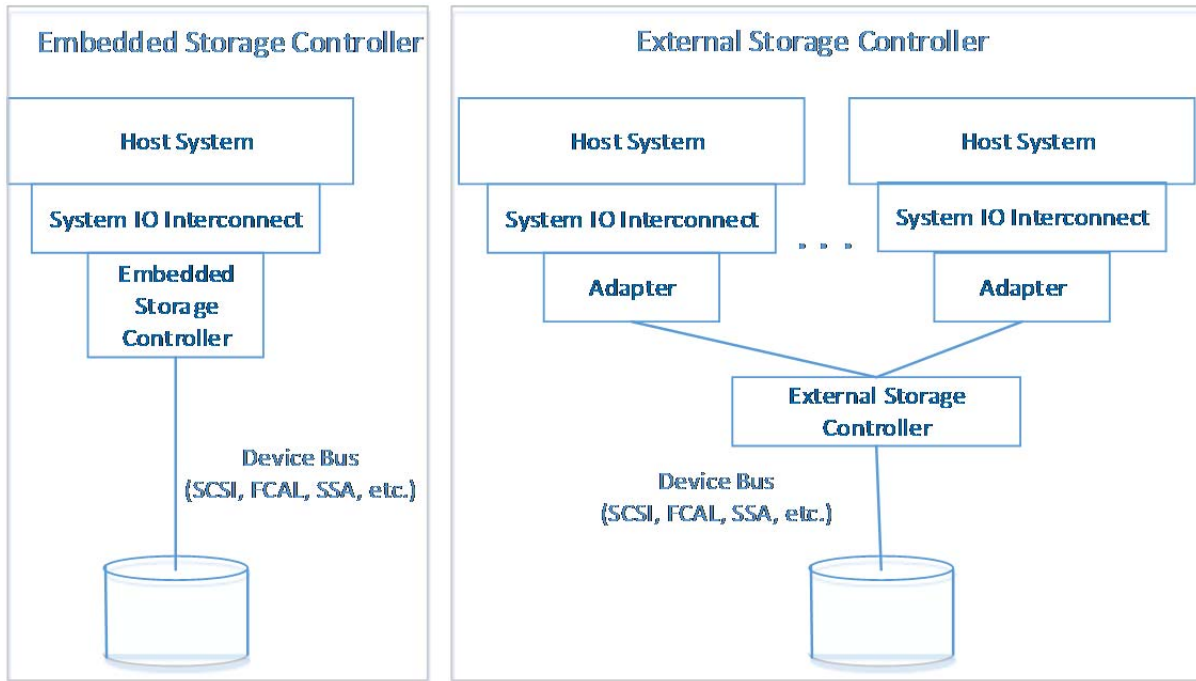 Embedded Storage Controller
Host System
System IO Interconnect
Embedded
Storage
Controller
Device Bus
(SCSI, FCAL, SSA, etc.)
External Storage Controller
Host System
System IO Interconnect
Adapter
. . .
Host System
System IO Interconnect
Adapter
External Storage
Controller
Device Bus
(SCSI, FCAL, SSA, etc.)